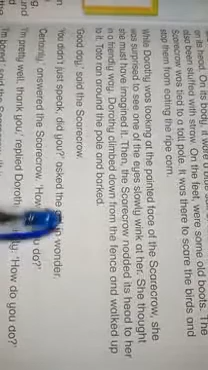 on its head. On its body, it wore a blue
also been stuffed with straw. On the feet, were some old boots. The
Scarecrow was tied to a tall pole. It was there to scare the birds and
stop them from eating the ripe corn.
While Dorothy was looking at the painted face of the Scarecrow, she
was surprised to see one of the eyes slowly wink at her. She thought
she must have imagined it. Then, the Scarecrow nodded its head to her
in a friendly way. Dorothy climbed down from the fence and walked up
to it. Toto ran around the pole and barked.
'Good day,' said the Scarecrow.
'You didn't just speak, did you?' asked the in wonder.
'Certainly,' answered the Scarecrow. 'How do?'
'I'm pretty well, thank you,' replied Doroth 'How do you do?'